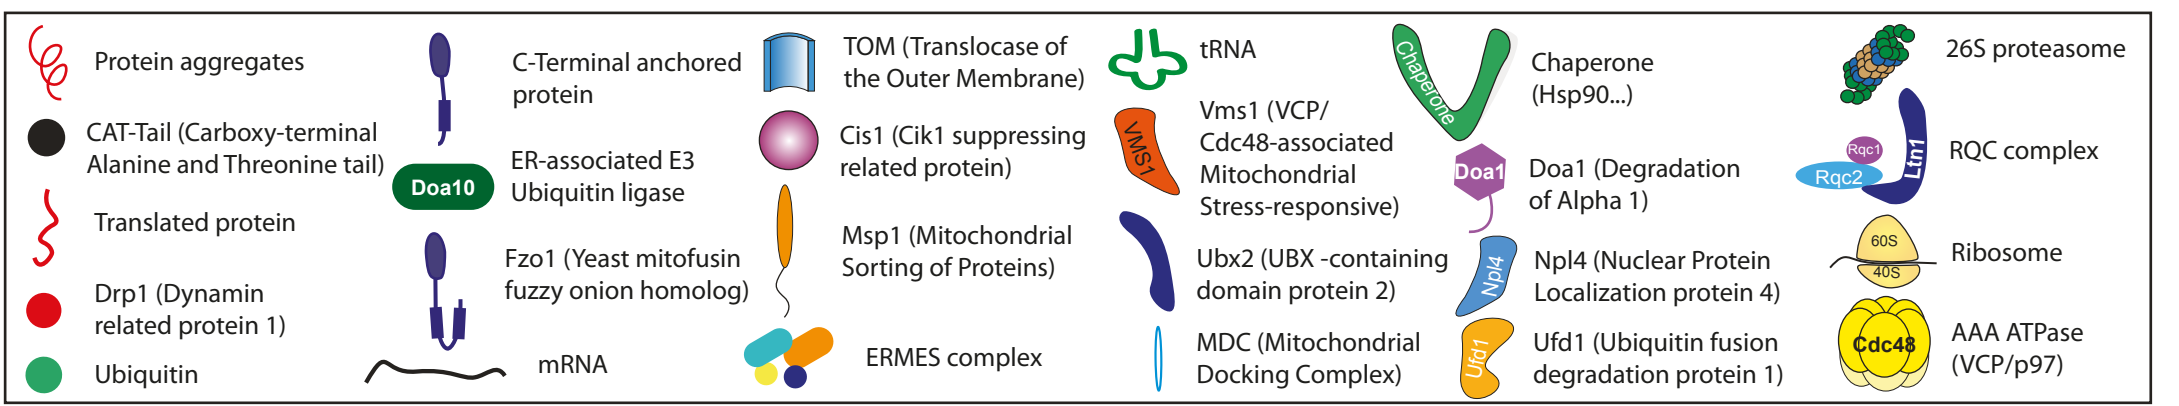 Protein aggregates
CAT-Tail (Carboxy-terminal
Alanine and Threonine tail)
Translated protein
Drp1 (Dynamin
related protein 1)
Ubiquitin
C-Terminal anchored
protein
Doa10
ER-associated E3
Ubiquitin ligase
Fzo1 (Yeast mitofusin
fuzzy onion homolog)
mRNA
TOM (Translocase of
the Outer Membrane)
Cis1 (Cik1 suppressing
related protein)
Msp1 (Mitochondrial
Sorting of Proteins)
ERMES complex
tRNA
VMS1
Vms1 (VCP/
Cdc48-associated
Mitochondrial
Stress-responsive)
Ubx2 (UBX -containing
domain protein 2)
MDC (Mitochondrial
Docking Complex)
Chaperone
Chaperone
(Hsp90...)
Doa1
Doa1 (Degradation
of Alpha 1)
Npl4
Npl4 (Nuclear Protein
Localization protein 4)
Ufd1
Ufd1 (Ubiquitin fusion
degradation protein 1)
26S proteasome
Rqc1
Rqc2
Ltn1
RQC complex
60S
40S
Ribosome
Cdc48
AAA ATPase
(VCP/p97)